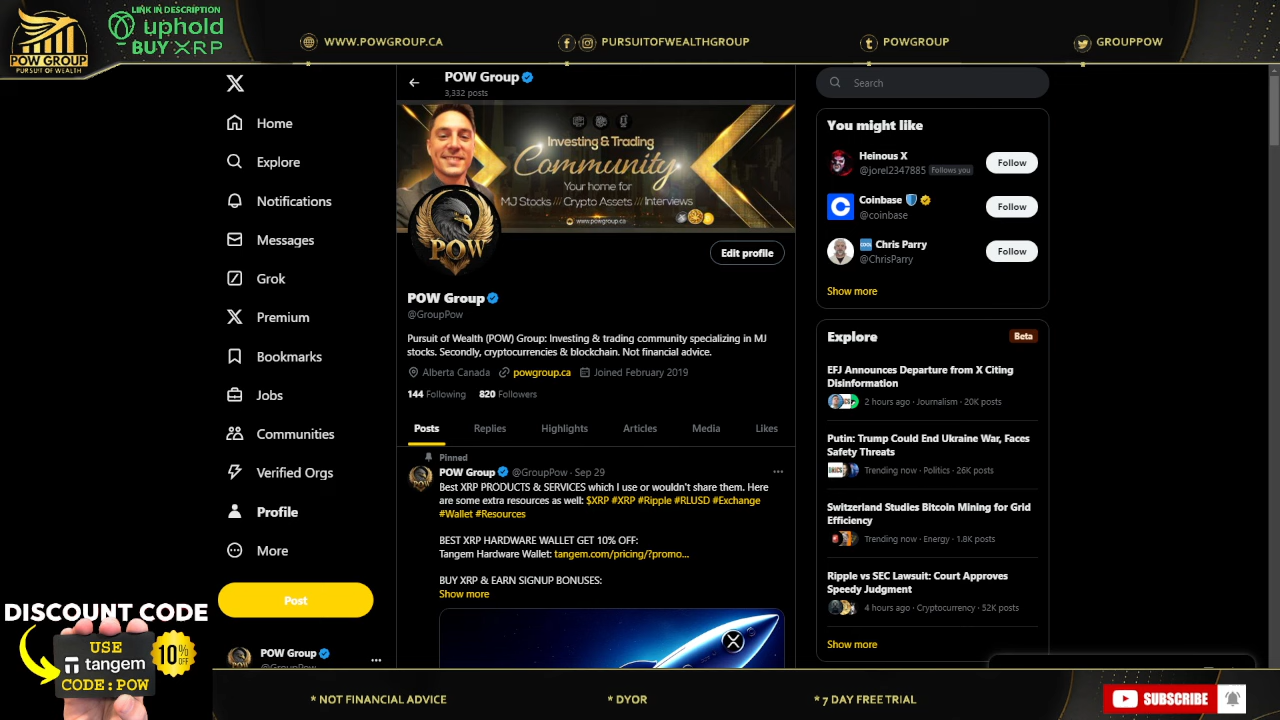 LINK IN DESCRIPTION
uphold
BUY XRP
POW GROUP
PURSUIT OF WEALTH
WWW.POWGROUP.CA
PURSUITOFWEALTHGROUP
POWGROUP
GROUPPOW
Home
Explore
Notifications
Messages
Grok
Premium
Bookmarks
Jobs
Communities
Verified Orgs
Profile
More
Post
POW Group
@GroupPow
POW Group
3,332 posts
Investing & Trading
Community
Your home for
MJ Stocks /// Crypto Assets /// Interviews
www.powgroup.ca
POW
Edit profile
POW Group
@GroupPow
Pursuit of Wealth (POW) Group: Investing & trading community specializing in MJ
stocks. Secondly, cryptocurrencies & blockchain. Not financial advice.
Alberta Canada powgroup.ca Joined February 2019
144 Following 820 Followers
Posts Replies Highlights Articles Media Likes
Pinned
POW Group @GroupPow · Sep 29
Best XRP PRODUCTS & SERVICES which I use or wouldn't share them. Here
are some extra resources as well: $XRP #XRP #Ripple #RLUSD #Exchange
#Wallet #Resources
BEST XRP HARDWARE WALLET GET 10% OFF:
Tangem Hardware Wallet: tangem.com/pricing/?promo...
BUY XRP & EARN SIGNUP BONUSES:
Show more
Search
You might like
Heinous X
@jorel2347885 Follows you
Follow
Coinbase
@coinbase
Follow
COOL Chris Parry
@ChrisParry
Follow
Show more
Explore
Beta
EFJ Announces Departure from X Citing
Disinformation
2 hours ago · Journalism · 20K posts
Putin: Trump Could End Ukraine War, Faces
Safety Threats
Trending now · Politics · 26K posts
Switzerland Studies Bitcoin Mining for Grid
Efficiency
Trending now · Energy · 1.8K posts
Ripple vs SEC Lawsuit: Court Approves
Speedy Judgment
4 hours ago · Cryptocurrency · 52K posts
Show more
DISCOUNT CODE
USE
tangem
CODE:POW
10% OFF
* NOT FINANCIAL ADVICE
* DYOR
* 7 DAY FREE TRIAL
SUBSCRIBE